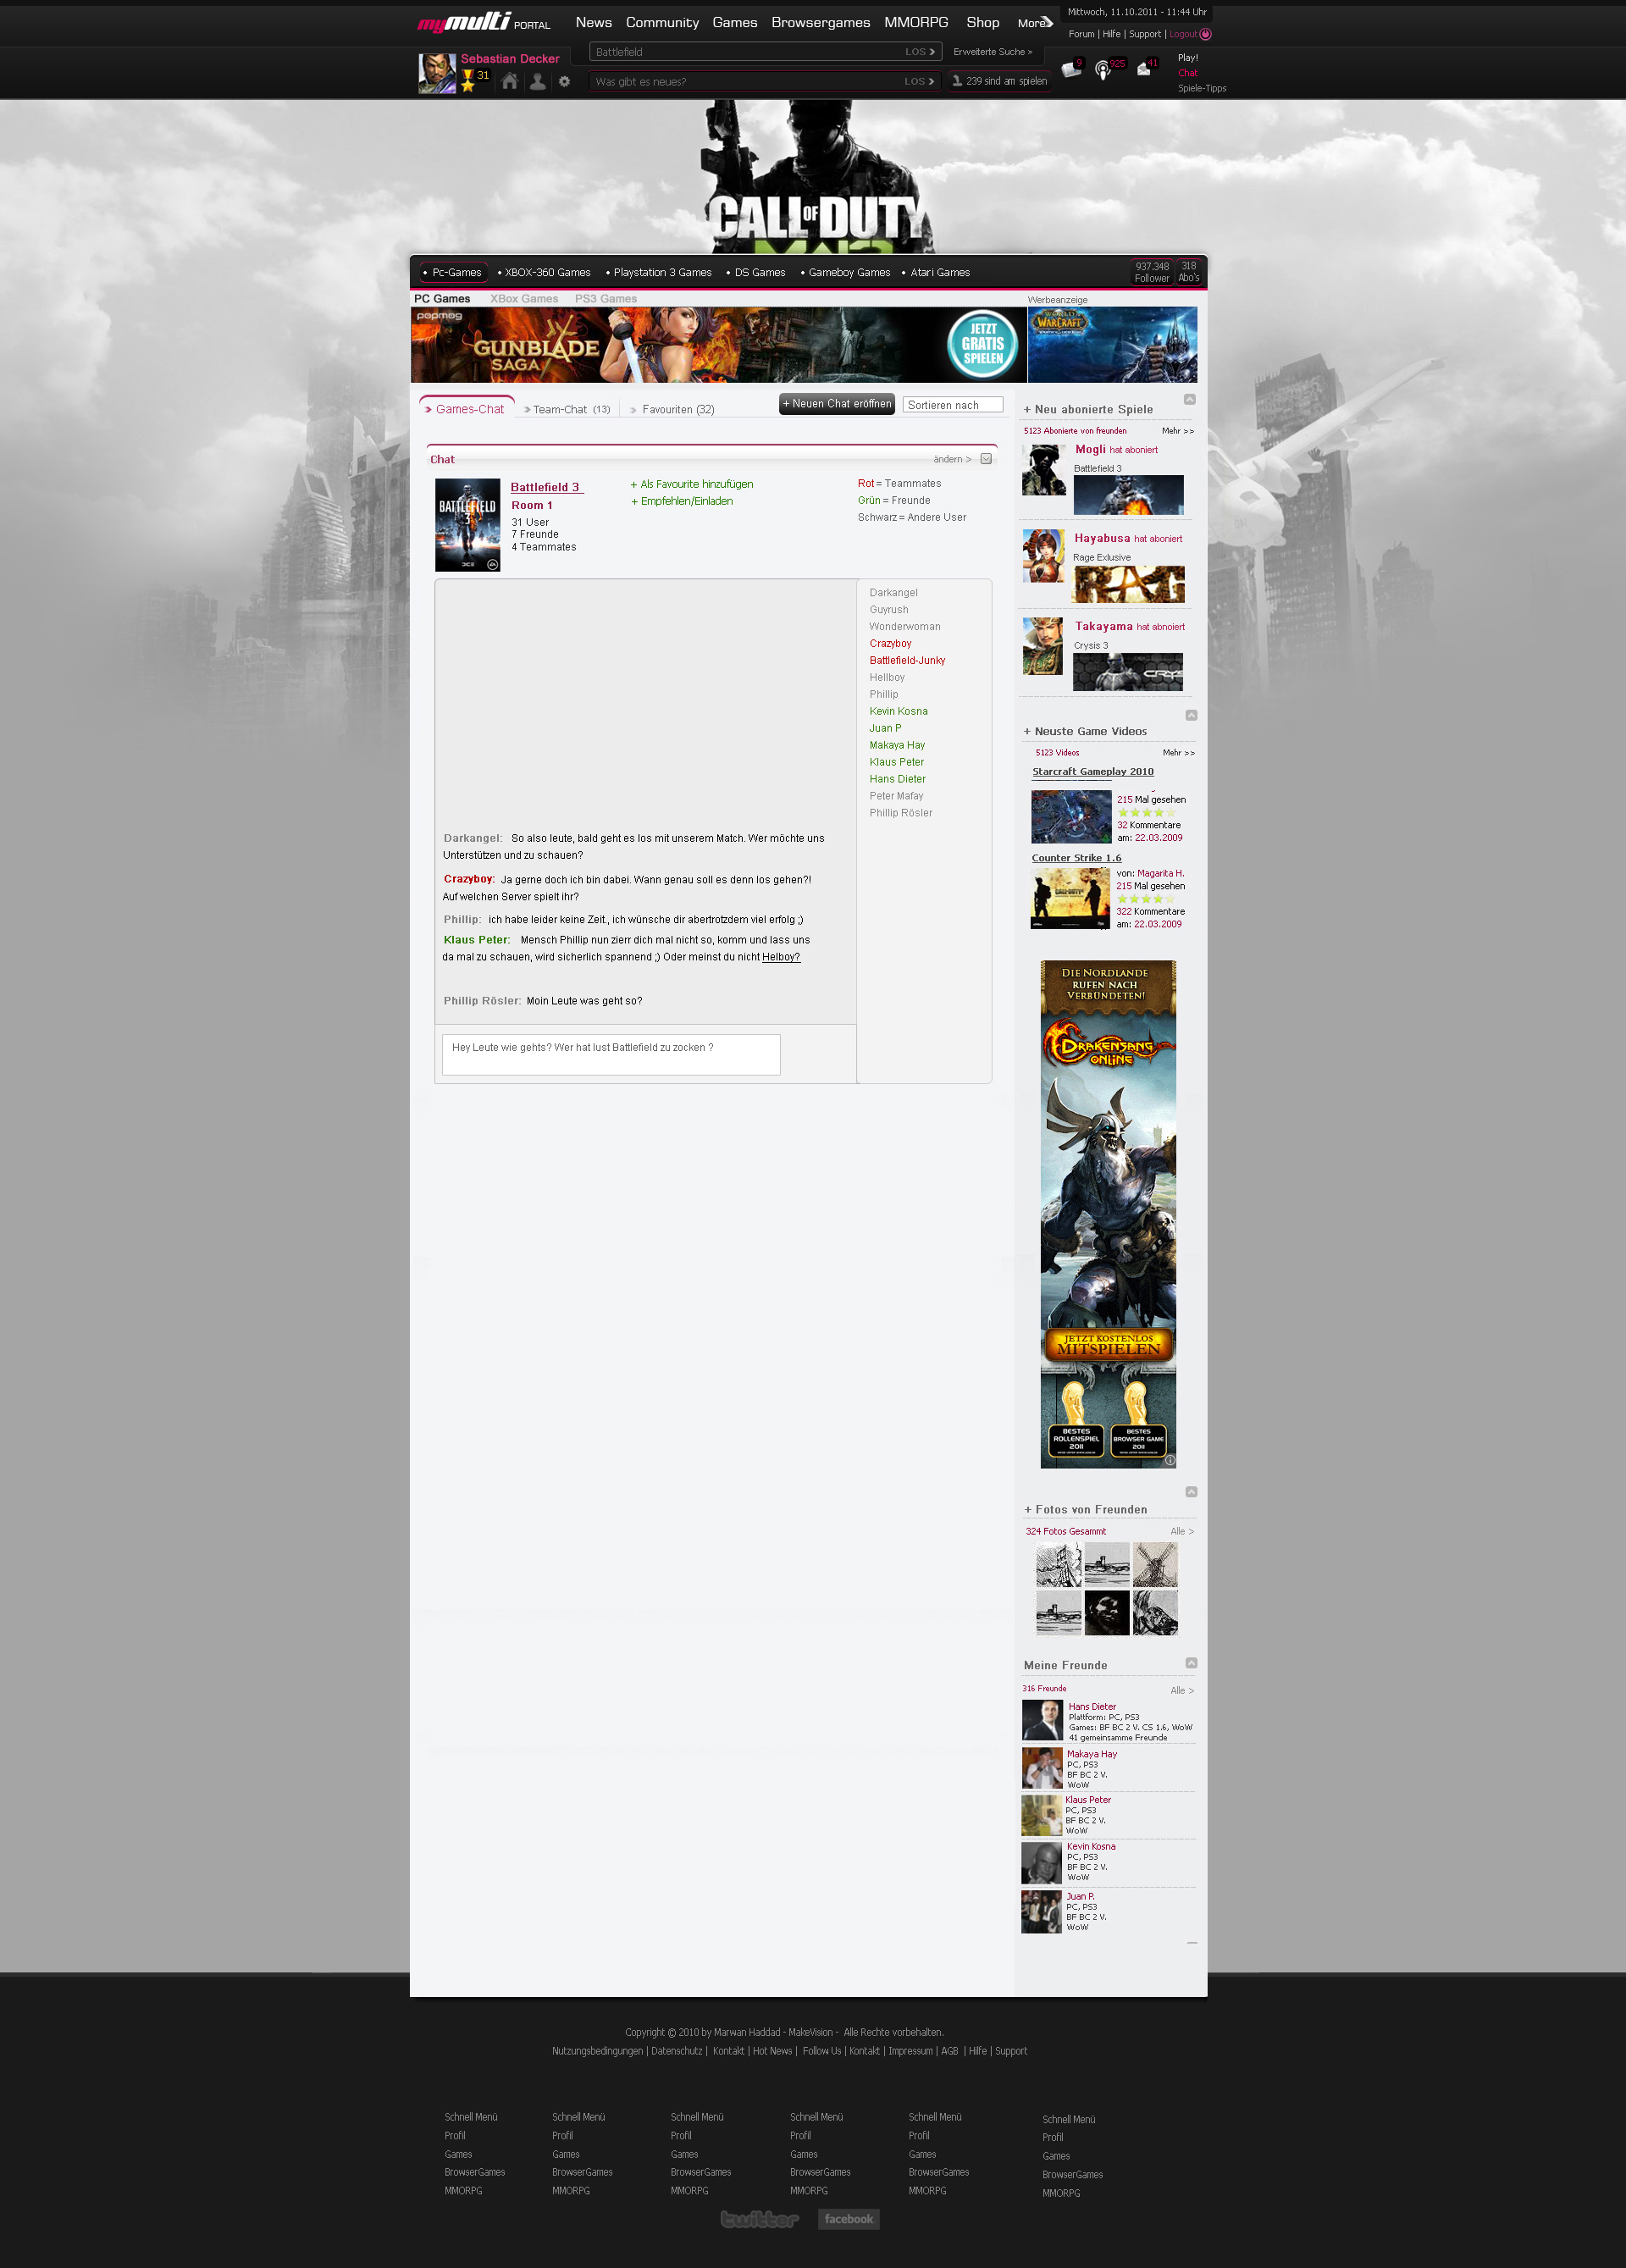 mymulti PORTAL
News Community Games Browsergames MMORPG Shop More
Mittwoch, 11.10.2011 - 11:44 Uhr
Forum | Hilfe | Support | Logout
Battlefield LOS
Erweiterte Suche >
Sebastian Decker
31
Was gibt es neues? LOS
239 sind am spielen
9
925
41
Play!
Chat
Spiele-Tipps
CALL OF DUTY
• Pc-Games • XBOX-360 Games • Playstation 3 Games • DS Games • Gameboy Games • Atari Games
937.348 Follower
318 Abo's
PC Games XBox Games PS3 Games
Werbeanzeige
popmog
GUNBLADE
SAGA
JETZT
GRATIS
SPIELEN
WORLD OF
WARCRAFT
Games-Chat
Team-Chat (13)
Favouriten (32)
+ Neuen Chat eröffnen
Sortieren nach
Chat
ändern >
BATTLEFIELD
3
EA
Battlefield 3
Room 1
31 User
7 Freunde
4 Teammates
+ Als Favourite hinzufügen
+ Empfehlen/Einladen
Rot = Teammates
Grün = Freunde
Schwarz = Andere User
Darkangel
Guyrush
Wonderwoman
Crazyboy
Battlefield-Junky
Hellboy
Phillip
Kevin Kosna
Juan P
Makaya Hay
Klaus Peter
Hans Dieter
Peter Mafay
Phillip Rösler
Darkangel: So also leute, bald geht es los mit unserem Match. Wer möchte uns
Unterstützen und zu schauen?
Crazyboy: Ja gerne doch ich bin dabei. Wann genau soll es denn los gehen?!
Auf welchen Server spielt ihr?
Phillip: ich habe leider keine Zeit., ich wünsche dir abertrotzdem viel erfolg ;)
Klaus Peter: Mensch Phillip nun zierr dich mal nicht so, komm und lass uns
da mal zu schauen, wird sicherlich spannend ;) Oder meinst du nicht Helboy?
Phillip Rösler: Moin Leute was geht so?
Hey Leute wie gehts? Wer hat lust Battlefield zu zocken ?
+ Neu abonierte Spiele
5123 Abonierte von freunden Mehr >>
Mogli hat aboniert
Battlefield 3
Hayabusa hat aboniert
Rage Exlusive
Takayama hat abnoiert
Crysis 3
CRYS
+ Neuste Game Videos
5123 Videos Mehr >>
Starcraft Gameplay 2010
215 Mal gesehen
32 Kommentare
am: 22.03.2009
Counter Strike 1.6
von: Magarita H.
215 Mal gesehen
322 Kommentare
am: 22.03.2009
DIE NORDLANDE
RUFEN NACH
VERBÜNDETEN!
DRAKENSANG
ONLINE
JETZT KOSTENLOS
MITSPIELEN
BESTES
ROLLENSPIEL
2011
BESTES
BROWSER GAME
2011
+ Fotos von Freunden
324 Fotos Gesammt Alle >
Meine Freunde
316 Freunde Alle >
Hans Dieter
Plattform: PC, PS3
Games: BF BC 2 V. CS 1.6, WoW
41 gemeinsamme Freunde
Makaya Hay
PC, PS3
BF BC 2 V.
WoW
Klaus Peter
PC, PS3
BF BC 2 V.
WoW
Kevin Kosna
PC, PS3
BF BC 2 V.
WoW
Juan P.
PC, PS3
BF BC 2 V.
WoW
Copyright © 2010 by Marwan Haddad - MakeVision - Alle Rechte vorbehalten.
Nutzungsbedingungen | Datenschutz | Kontakt | Hot News | Follow Us | Kontakt | Impressum | AGB | Hilfe | Support
Schnell Menü Schnell Menü Schnell Menü Schnell Menü Schnell Menü Schnell Menü
Profil Profil Profil Profil Profil Profil
Games Games Games Games Games Games
BrowserGames BrowserGames BrowserGames BrowserGames BrowserGames BrowserGames
MMORPG MMORPG MMORPG MMORPG MMORPG MMORPG
twitter
facebook